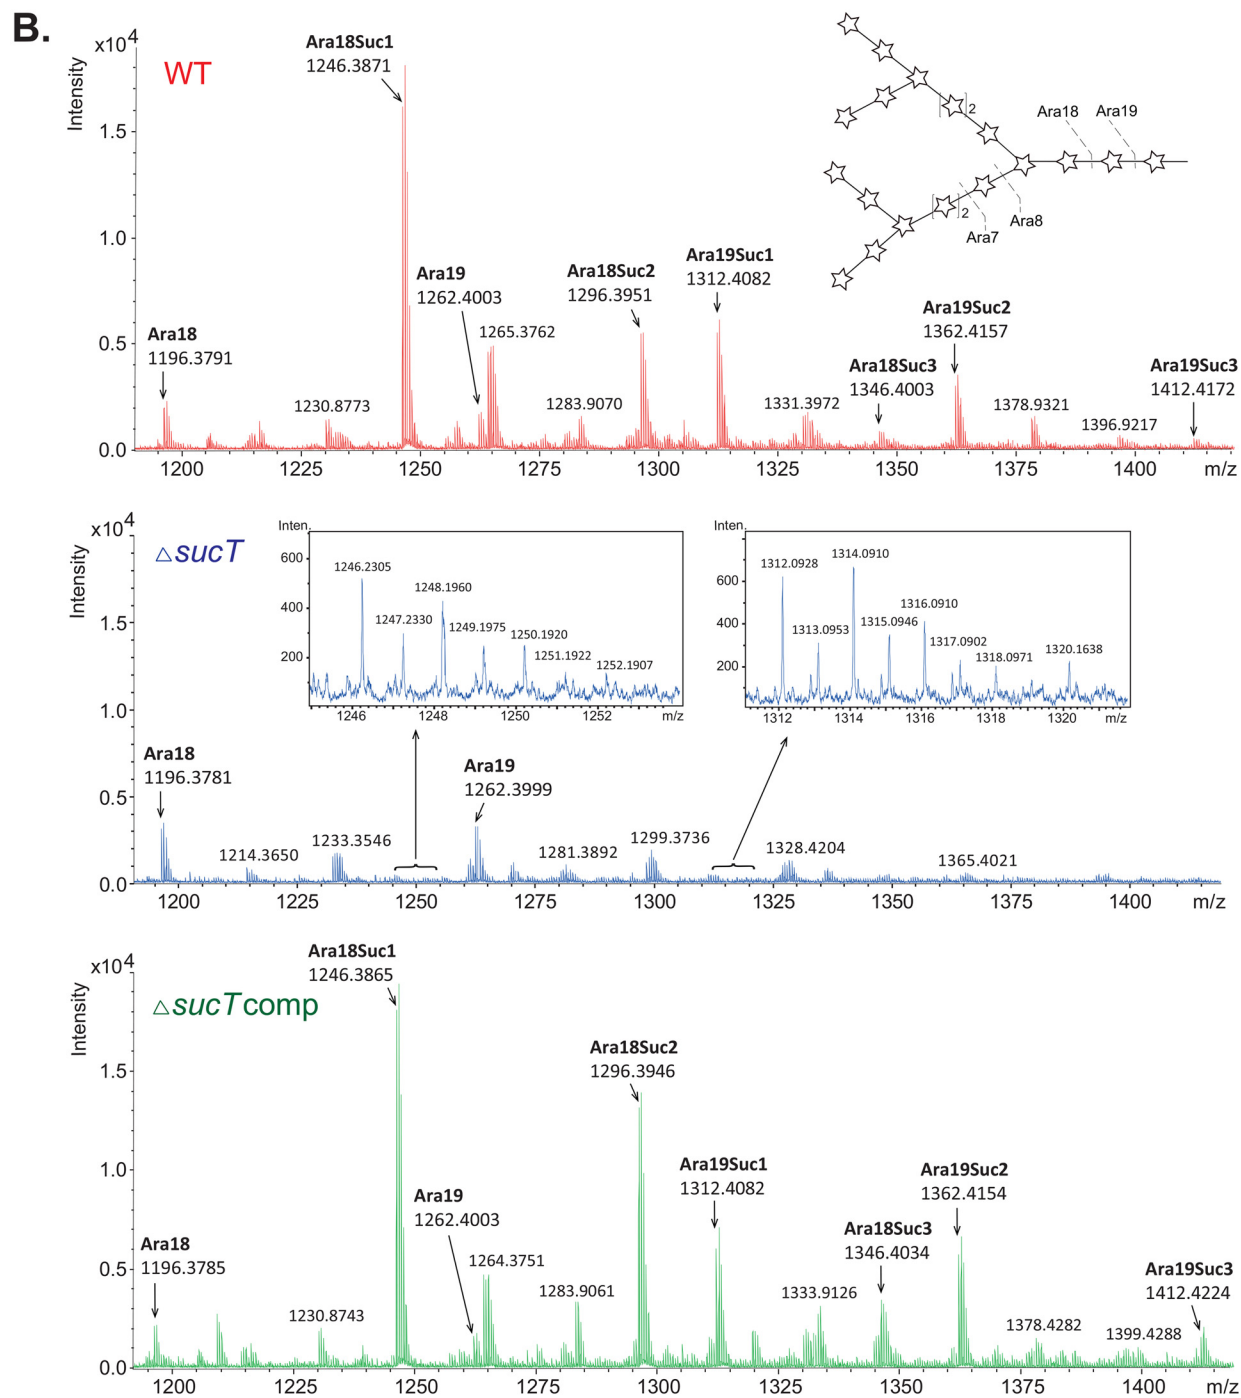 B.
x10⁴
Intensity
WT
Ara18Suc1
1246.3871
Ara18
1196.3791
Ara19
1262.4003
1265.3762
Ara18Suc2
1296.3951
Ara19Suc1
1312.4082
Ara19Suc2
1362.4157
Ara18Suc3
1346.4003
Ara19Suc3
1412.4172
1230.8773
1283.9070
1331.3972
1378.9321
1396.9217
2
2
Ara18
Ara19
Ara8
Ara7
1.5
1.0
0.5
0.0
1200 1225 1250 1275 1300 1325 1350 1375 1400 m/z
x10⁴
Intensity
△sucT
Inten.
600
400
200
1246.2305
1247.2330
1248.1960
1249.1975
1250.1920
1251.1922
1252.1907
1246 1248 1250 1252 m/z
Inten.
600
400
200
1312.0928
1313.0953
1314.0910
1315.0946
1316.0910
1317.0902
1318.0971
1320.1638
1312 1314 1316 1318 1320 m/z
Ara18
1196.3781
Ara19
1262.3999
1214.3650
1233.3546
1281.3892
1299.3736
1328.4204
1365.4021
1.5
1.0
0.5
0.0
1200 1225 1250 1275 1300 1325 1350 1375 1400 m/z
x10⁴
Intensity
△sucT comp
Ara18Suc1
1246.3865
Ara18Suc2
1296.3946
Ara19Suc1
1312.4082
Ara19Suc2
1362.4154
Ara19
1262.4003
Ara18
1196.3785
Ara18Suc3
1346.4034
Ara19Suc3
1412.4224
1230.8743
1264.3751
1283.9061
1333.9126
1378.4282
1399.4288
1.5
1.0
0.5
0.0
1200 1225 1250 1275 1300 1325 1350 1375 1400 m/z